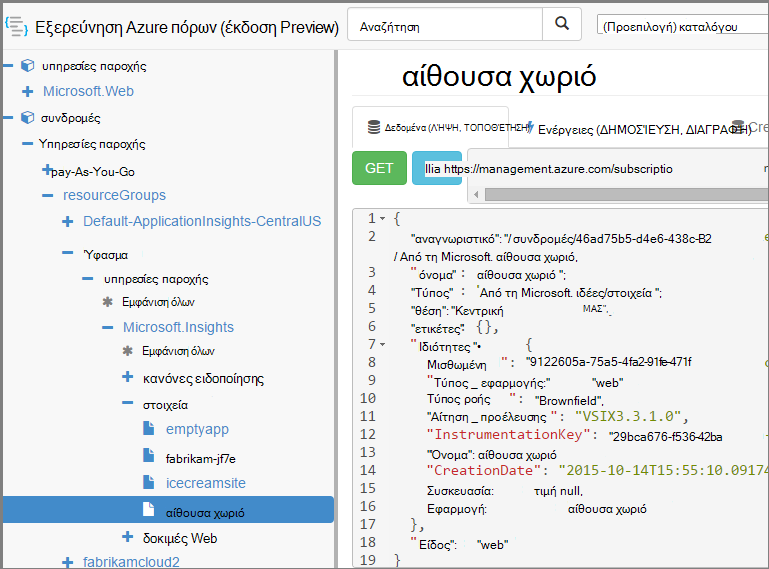 Εξερεύνηση Azure πόρων (έκδοση Preview)
Αναζήτηση
(Προεπιλογή) καταλόγου
υπηρεσίες παροχής
Microsoft.Web
συνδρομές
Υπηρεσίες παροχής
pay-As-You-Go
resourceGroups
Default-ApplicationInsights-CentralUS
Ύφασμα
υπηρεσίες παροχής
Εμφάνιση όλων
Microsoft.Insights
Εμφάνιση όλων
κανόνες ειδοποίησης
στοιχεία
emptyapp
fabrikam-jf7e
icecreamsite
αίθουσα χωριό
δοκιμές Web
fabrikamcloud2
αίθουσα χωριό
Δεδομένα (ΛΉΨΗ, ΤΟΠΟΘΈΤΗΣΗ)
Ενέργειες (ΔΗΜΟΣΊΕΥΣΗ, ΔΙΑΓΡΑΦΉ)
Cre
GET
Ilia https://management.azure.com/subscriptio
1 {
2 "αναγνωριστικό": "/ συνδρομές/46ad75b5-d4e6-438c-B2
/ Από τη Microsoft. αίθουσα χωριό,
3 "όνομα" : αίθουσα χωριό ";
4 "Τύπος" : "Από τη Microsoft. ιδέες/στοιχεία ";
5 "θέση": "Κεντρική ΜΑΣ",
6 "ετικέτες": {},
7 "Ιδιότητες "• {
8 Μισθωμένη ": "9122605a-75a5-4fa2-91fe-471f
9 "Τύπος _ εφαρμογής:" "web"
10 Τύπος ροής ": "Brownfield",
11 "Αίτηση _ προέλευσης ": "VSIX3.3.1.0",
12 "InstrumentationKey": "29bca676-f536-42ba
13 "Όνομα": αίθουσα χωριό
14 "CreationDate": "2015-10-14T15:55:10.09174
15 Συσκευασία: τιμή null,
16 Εφαρμογή: αίθουσα χωριό
17 },
18 "Είδος": "web"
19 }